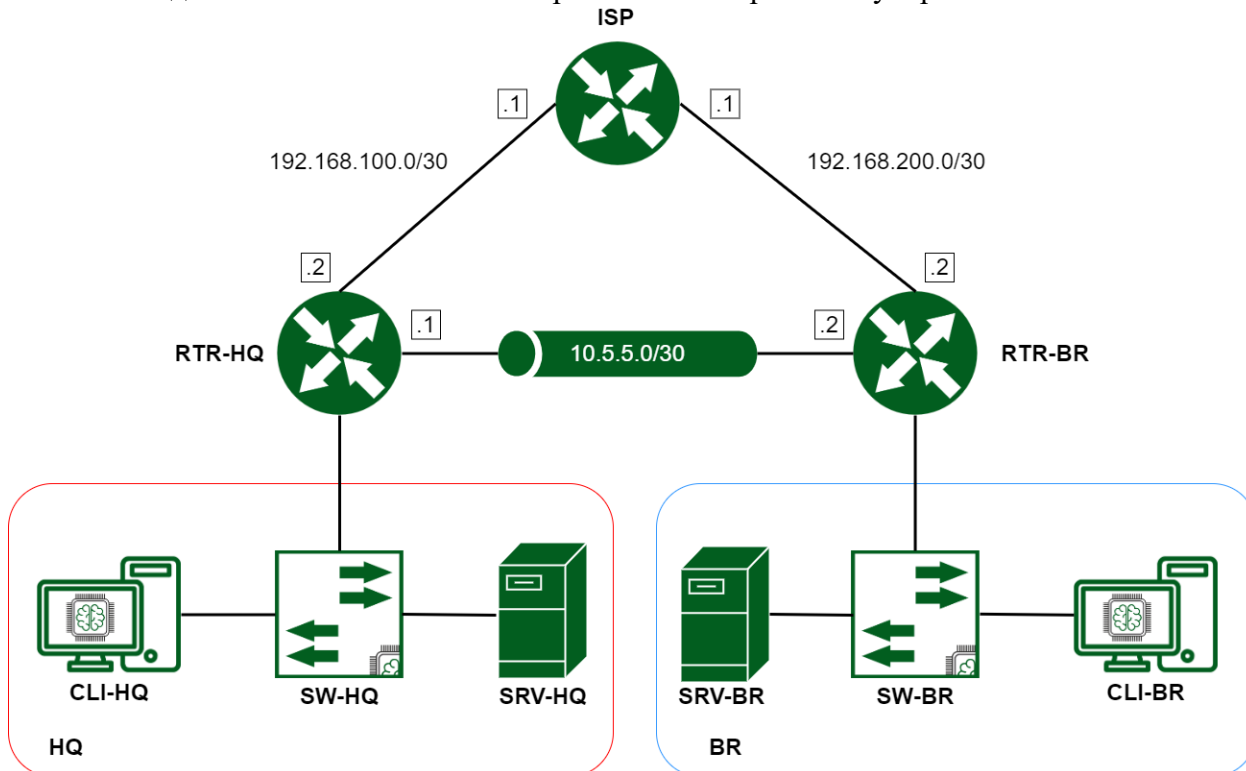 ISP
.1
.1
192.168.100.0/30
192.168.200.0/30
.2
.2
RTR-HQ
.1
10.5.5.0/30
.2
RTR-BR
CLI-HQ
SW-HQ
SRV-HQ
SRV-BR
SW-BR
CLI-BR
HQ
BR